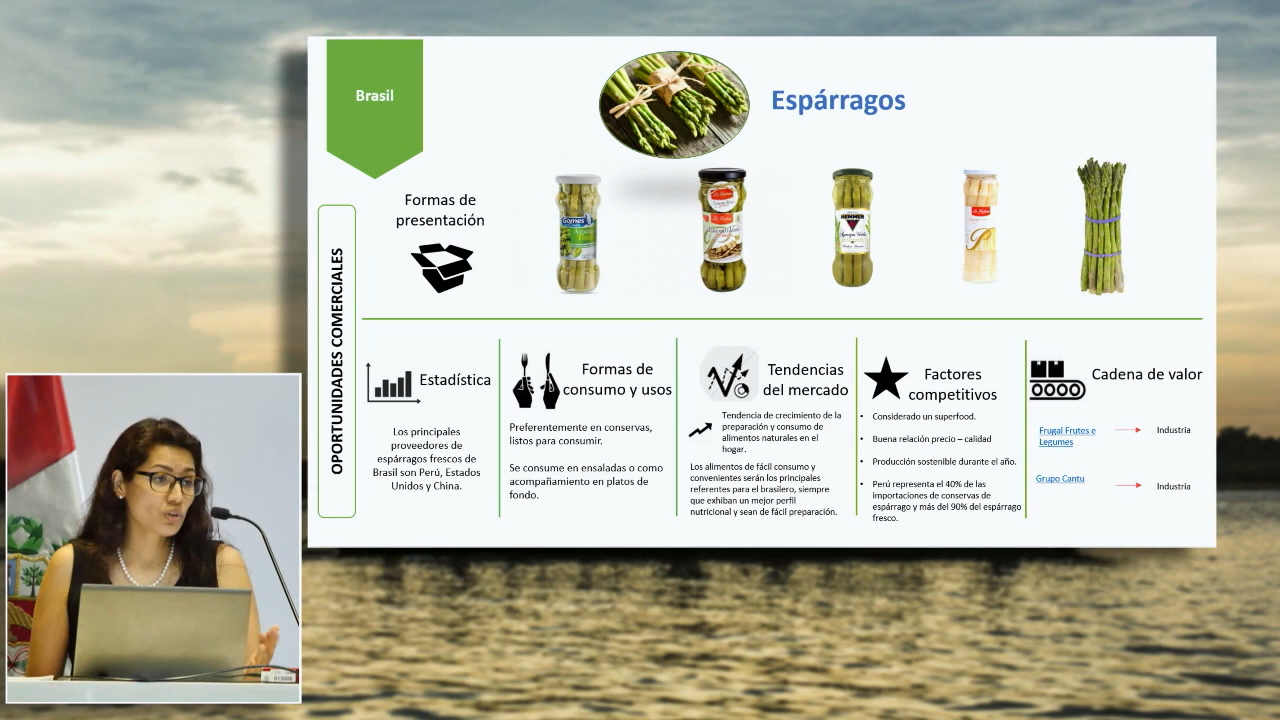 Brasil
Espárragos
Formas de
presentación
Gomes
HEMMER
OPORTUNIDADES COMERCIALES
Estadística
Los principales
proveedores de
espárragos frescos de
Brasil son Perú, Estados
Unidos y China.
Formas de
consumo y usos
Preferentemente en conservas,
listos para consumir.
Se consume en ensaladas o como
acompañamiento en platos de
fondo.
Tendencias
del mercado
Tendencia de crecimiento de la
preparación y consumo de
alimentos naturales en el
hogar.
Los alimentos de fácil consumo y
convenientes serán los principales
referentes para el brasilero, siempre
que exhiban un mejor perfil
nutricional y sean de fácil preparación.
Factores
competitivos
• Considerado un superfood.
• Buena relación precio – calidad
• Producción sostenible durante el año.
• Perú representa el 40% de las
importaciones de conservas de
espárrago y más del 90% del espárrago
fresco.
Cadena de valor
Frugal Frutes e
Legumes
Industria
Grupo Cantu
Industria